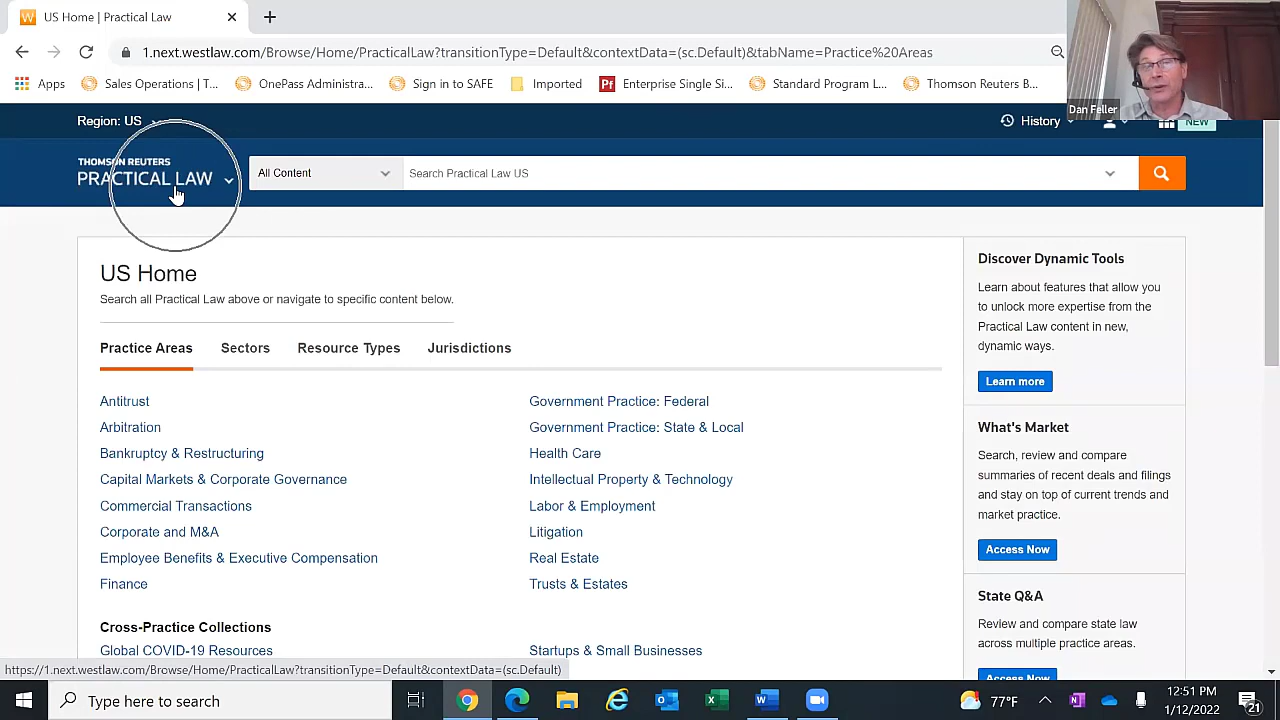 US Home | Practical Law
1.next.westlaw.com/Browse/Home/PracticalLaw?transitionType=Default&contextData=(sc.Default)&tabName=Practice%20Areas
Apps
Sales Operations | T...
OnePass Administra...
Sign in to CARE
Imported
Enterprise Single Si...
Standard Program L...
Thomson Reuters B...
Dan Feller
Region: US
History
NEW
THOMSON REUTERS
PRACTICAL LAW
All Content
Search Practical Law US
US Home
Search all Practical Law above or navigate to specific content below.
Practice Areas
Sectors
Resource Types
Jurisdictions
Antitrust
Arbitration
Bankruptcy & Restructuring
Capital Markets & Corporate Governance
Commercial Transactions
Corporate and M&A
Employee Benefits & Executive Compensation
Finance
Government Practice: Federal
Government Practice: State & Local
Health Care
Intellectual Property & Technology
Labor & Employment
Litigation
Real Estate
Trusts & Estates
Cross-Practice Collections
Global COVID-19 Resources
Startups & Small Businesses
Discover Dynamic Tools
Learn about features that allow you
to unlock more expertise from the
Practical Law content in new,
dynamic ways.
Learn more
What's Market
Search, review and compare
summaries of recent deals and filings
and stay on top of current trends and
market practice.
Access Now
State Q&A
Review and compare state law
across multiple practice areas.
Access Now
https://1.next.westlaw.com/Browse/Home/PracticalLaw?transitionType=Default&contextData=(sc.Default)
Type here to search
77°F
12:51 PM
1/12/2022
21